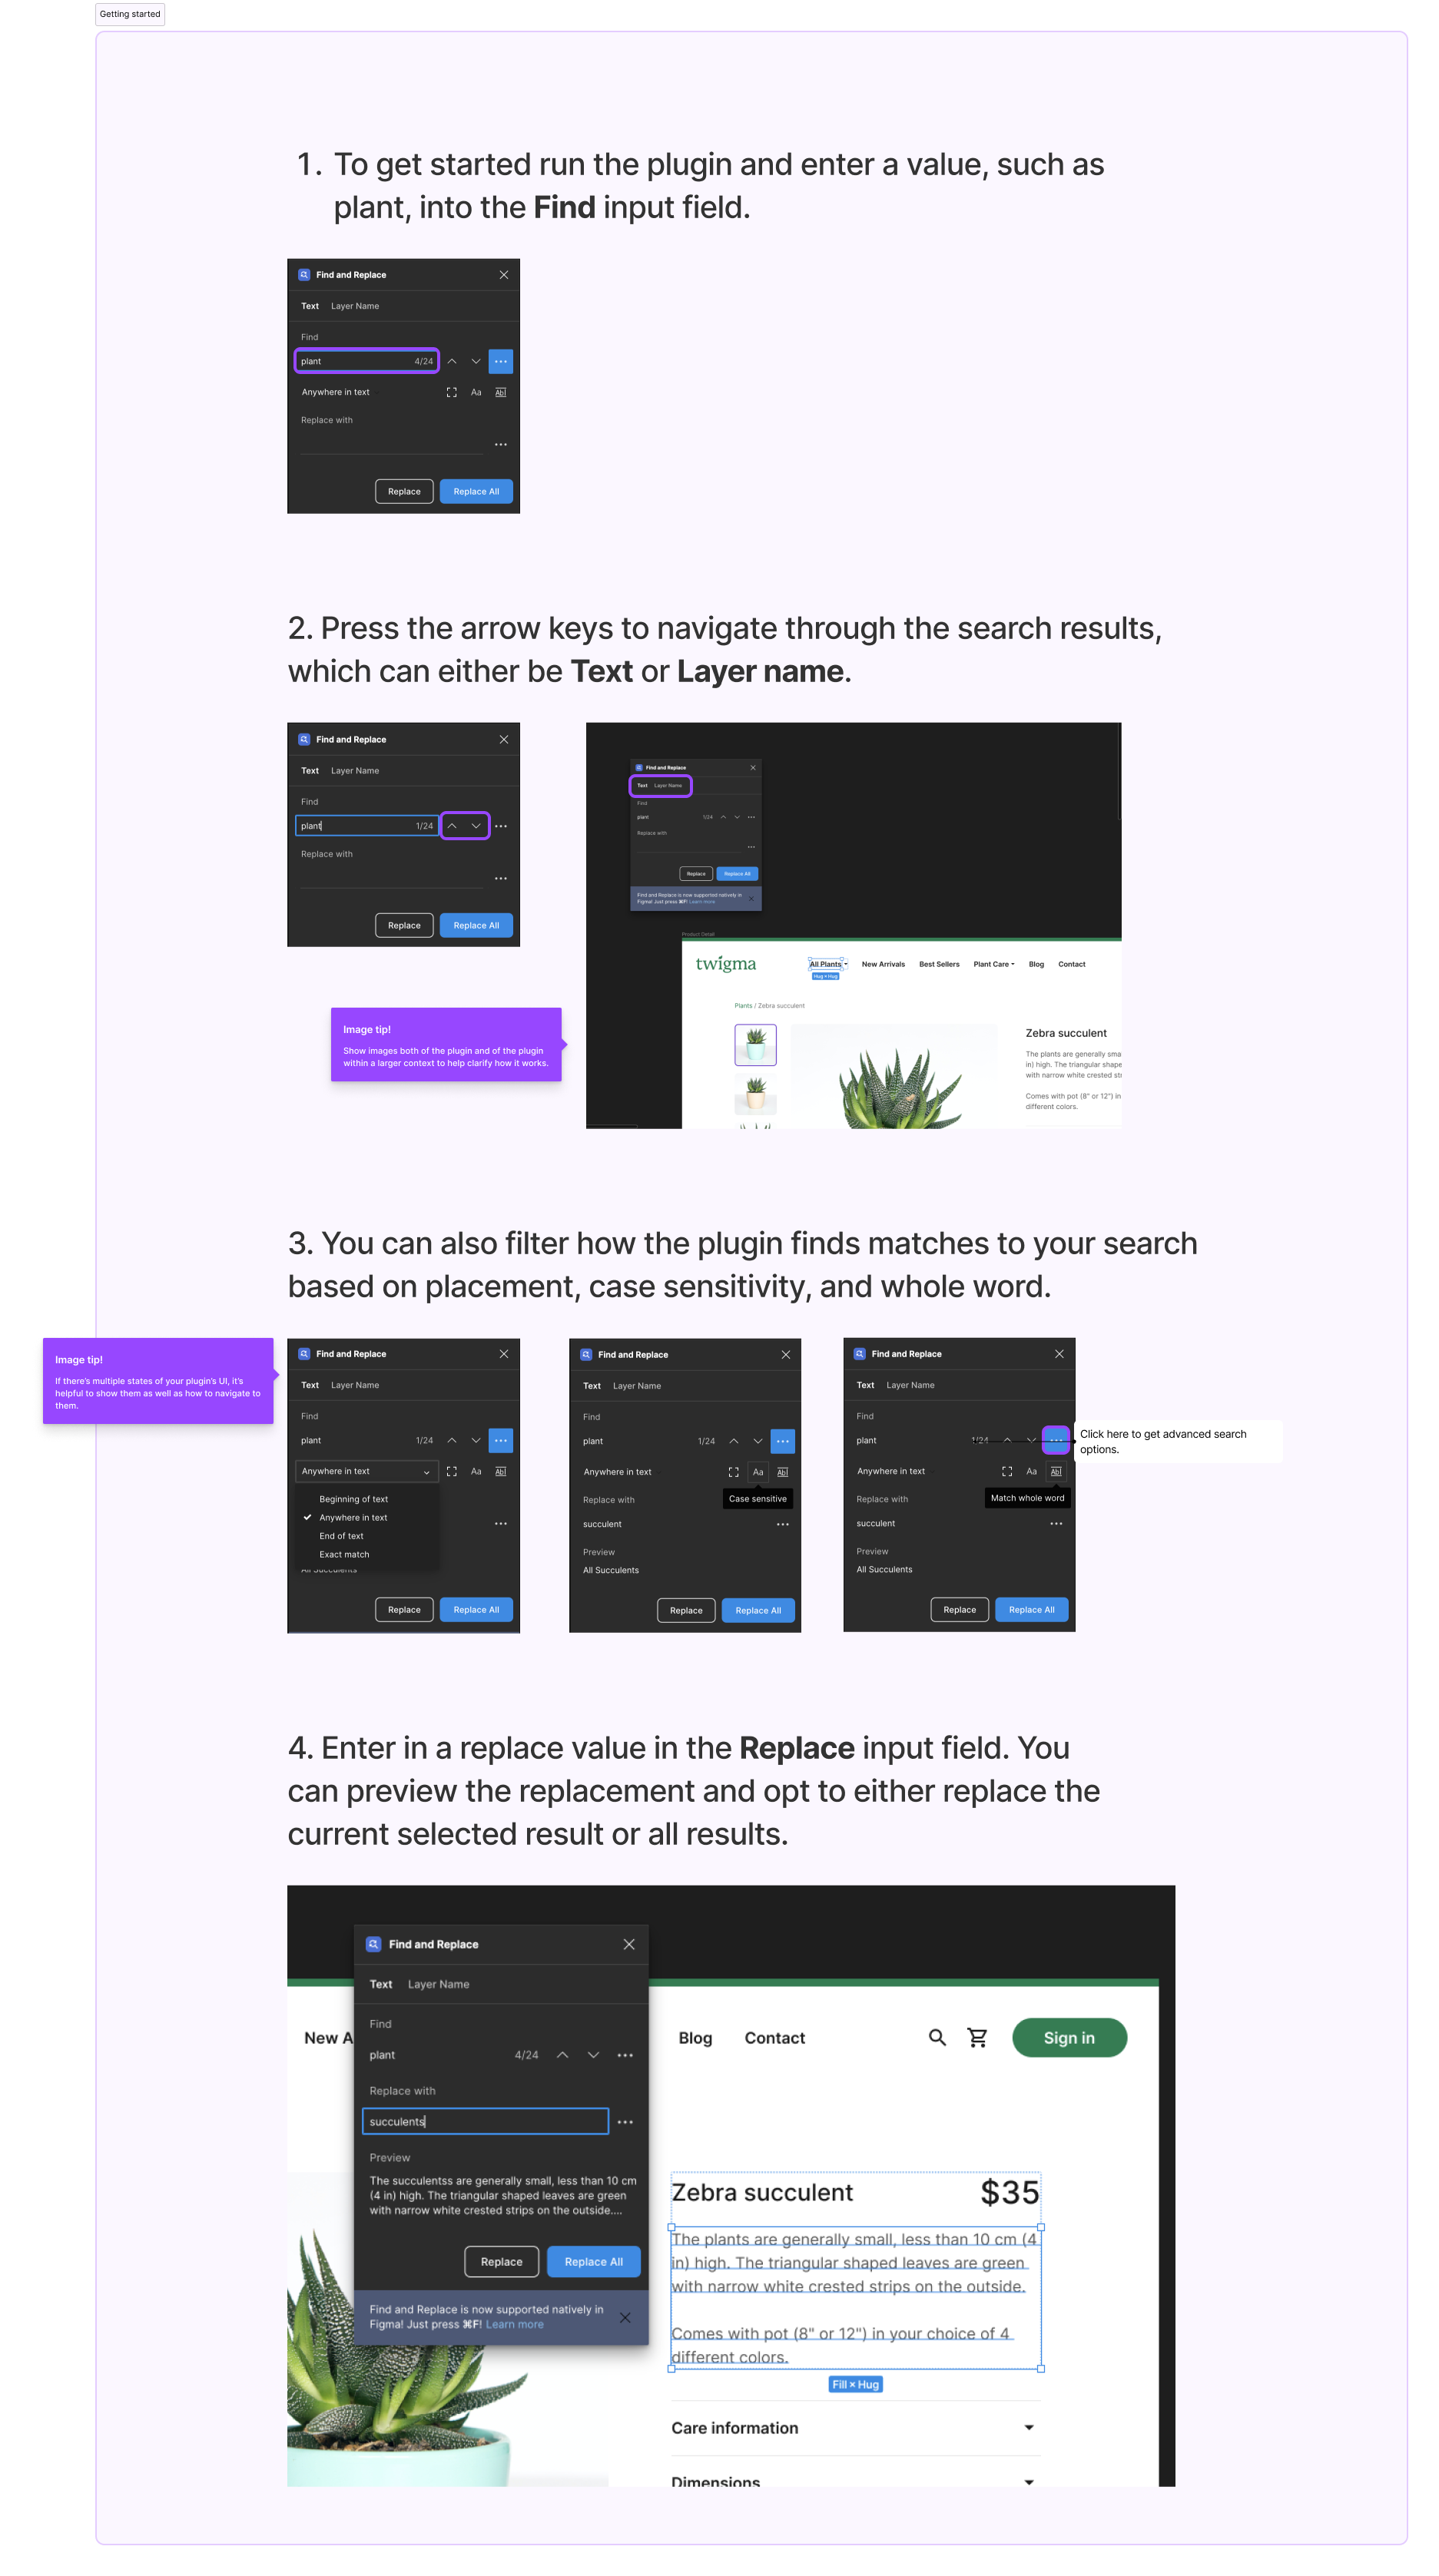 Getting started
1. To get started run the plugin and enter a value, such as
plant, into the Find input field.
Find and Replace
Text Layer Name
Find
plant 4/24
Anywhere in text Aa Ab|
Replace with
Replace Replace All
2. Press the arrow keys to navigate through the search results,
which can either be Text or Layer name.
Find and Replace
Text Layer Name
Find
plant 1/24
Replace with
Replace Replace All
Find and Replace
Text Layer Name
Find
plant 1/24
Replace with
Replace Replace All
Find and Replace is now supported natively in
Figma! Just press ⌘F! Learn more
Product Detail
twigma All Plants New Arrivals Best Sellers Plant Care Blog Contact
Hug × Hug
Plants / Zebra succulent
Zebra succulent
The plants are generally sma
in) high. The triangular shape
with narrow white crested str
Comes with pot (8" or 12") in
different colors.
Image tip!
Show images both of the plugin and of the plugin
within a larger context to help clarify how it works.
3. You can also filter how the plugin finds matches to your search
based on placement, case sensitivity, and whole word.
Image tip!
If there's multiple states of your plugin's UI, it's
helpful to show them as well as how to navigate to
them.
Find and Replace
Text Layer Name
Find
plant 1/24
Anywhere in text Aa Ab|
Beginning of text
Anywhere in text
End of text
Exact match
All Succulents
Replace Replace All
Find and Replace
Text Layer Name
Find
plant 1/24
Anywhere in text Aa Ab|
Replace with
Case sensitive
succulent
Preview
All Succulents
Replace Replace All
Find and Replace
Text Layer Name
Find
plant 1/24
Anywhere in text Aa Ab|
Replace with
Match whole word
succulent
Preview
All Succulents
Replace Replace All
Click here to get advanced search
options.
4. Enter in a replace value in the Replace input field. You
can preview the replacement and opt to either replace the
current selected result or all results.
Find and Replace
Text Layer Name
Find
plant 4/24
Replace with
succulents
Preview
The succulentss are generally small, less than 10 cm
(4 in) high. The triangular shaped leaves are green
with narrow white crested strips on the outside....
Replace Replace All
Find and Replace is now supported natively in
Figma! Just press ⌘F! Learn more
New A Blog Contact Sign in
Zebra succulent $35
The plants are generally small, less than 10 cm (4
in) high. The triangular shaped leaves are green
with narrow white crested strips on the outside.
Comes with pot (8" or 12") in your choice of 4
different colors.
Fill × Hug
Care information
Dimensions